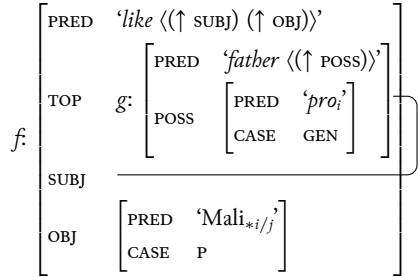 PRED ‘like ⟨(↑ SUBJ) (↑ OBJ)⟩’
PRED ‘father ⟨(↑ POSS)⟩’
TOP g: PRED ‘proᵢ’
POSS
CASE GEN
f:
SUBJ
PRED ‘Mali∗i/j’
OBJ
CASE P